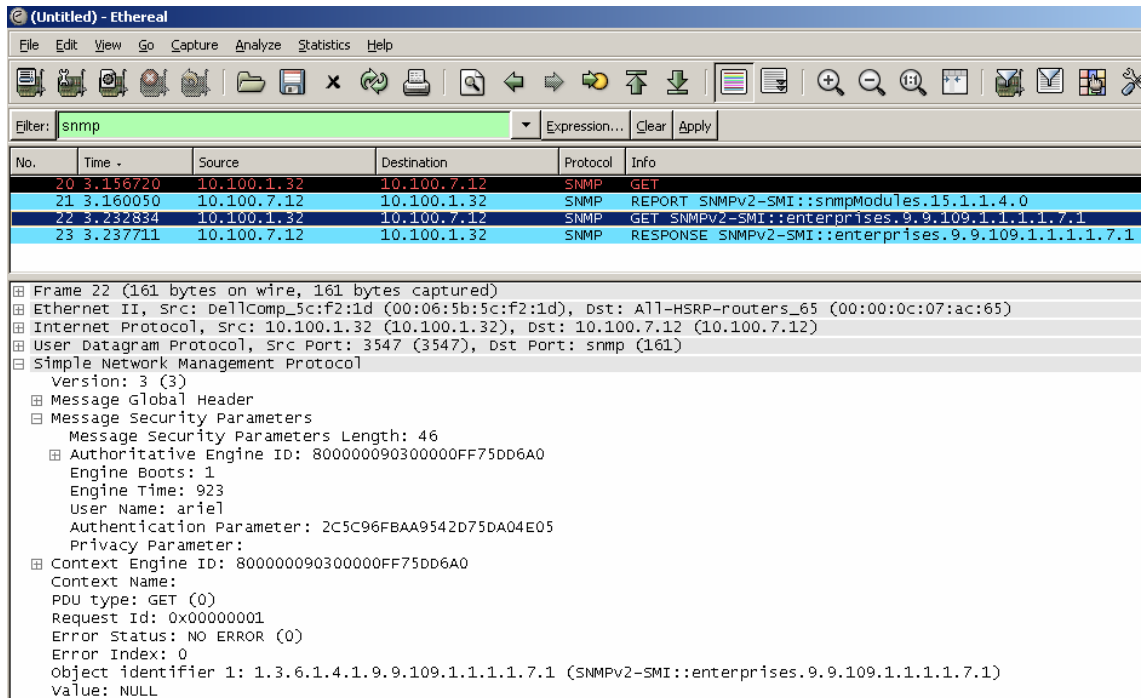 (Untitled) - Ethereal
File Edit View Go Capture Analyze Statistics Help
Filter: snmp Expression... Clear Apply
No. Time Source Destination Protocol Info
20 3.156720 10.100.1.32 10.100.7.12 SNMP GET
21 3.160050 10.100.7.12 10.100.1.32 SNMP REPORT SNMPv2-SMI::snmpModules.15.1.1.4.0
22 3.232834 10.100.1.32 10.100.7.12 SNMP GET SNMPv2-SMI::enterprises.9.9.109.1.1.1.1.7.1
23 3.237711 10.100.7.12 10.100.1.32 SNMP RESPONSE SNMPv2-SMI::enterprises.9.9.109.1.1.1.1.7.1
Frame 22 (161 bytes on wire, 161 bytes captured)
Ethernet II, Src: DellComp_5c:f2:1d (00:06:5b:5c:f2:1d), Dst: All-HSRP-routers_65 (00:00:0c:07:ac:65)
Internet Protocol, Src: 10.100.1.32 (10.100.1.32), Dst: 10.100.7.12 (10.100.7.12)
User Datagram Protocol, Src Port: 3547 (3547), Dst Port: snmp (161)
Simple Network Management Protocol
Version: 3 (3)
Message Global Header
Message Security Parameters
Message Security Parameters Length: 46
Authoritative Engine ID: 800000090300000FF75DD6A0
Engine Boots: 1
Engine Time: 923
User Name: ariel
Authentication Parameter: 2C5C96FBAA9542D75DA04E05
Privacy Parameter:
Context Engine ID: 800000090300000FF75DD6A0
Context Name:
PDU type: GET (0)
Request Id: 0x00000001
Error Status: NO ERROR (0)
Error Index: 0
Object identifier 1: 1.3.6.1.4.1.9.9.109.1.1.1.1.7.1 (SNMPv2-SMI::enterprises.9.9.109.1.1.1.1.7.1)
Value: NULL